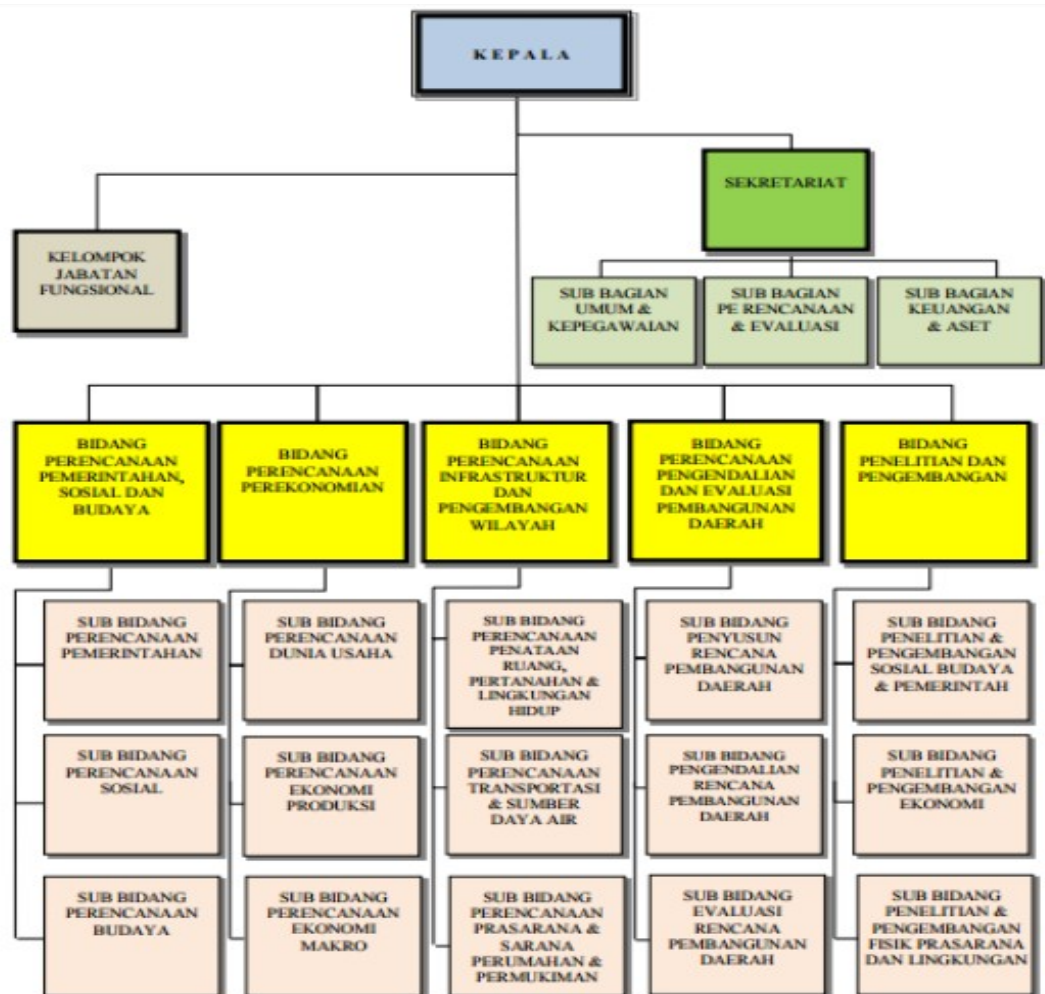 K E P A L A
SEKRETARIAT
KELOMPOK
JABATAN
FUNGSIONAL
SUB BAGIAN
UMUM &
KEPEGAWAIAN
SUB BAGIAN
PE RENCANAAN
& EVALUASI
SUB BAGIAN
KEUANGAN
& ASET
BIDANG
PERENCANAAN
PEMERINTAHAN,
SOSIAL DAN
BUDAYA
BIDANG
PERENCANAAN
PEREKONOMIAN
BIDANG
PERENCANAAN
INFRASTRUKTUR
DAN
PENGEMBANGAN
WILAYAH
BIDANG
PERENCANAAN
PENGENDALIAN
DAN EVALUASI
PEMBANGUNAN
DAERAH
BIDANG
PENELITIAN DAN
PENGEMBANGAN
SUB BIDANG
PERENCANAAN
PEMERINTAHAN
SUB BIDANG
PERENCANAAN
DUNIA USAHA
SUB BIDANG
PERENCANAAN
PENATAAN
RUANG,
PERTANAHAN &
LINGKUNGAN
HIDUP
SUB BIDANG
PENYUSUN
RENCANA
PEMBANGUNAN
DAERAH
SUB BIDANG
PENELITIAN &
PENGEMBANGAN
SOSIAL BUDAYA
& PEMERINTAH
SUB BIDANG
PERENCANAAN
SOSIAL
SUB BIDANG
PERENCANAAN
EKONOMI
PRODUKSI
SUB BIDANG
PERENCANAAN
TRANSPORTASI
& SUMBER
DAYA AIR
SUB BIDANG
PENGENDALIAN
RENCANA
PEMBANGUNAN
DAERAH
SUB BIDANG
PENELITIAN &
PENGEMBANGAN
EKONOMI
SUB BIDANG
PERENCANAAN
BUDAYA
SUB BIDANG
PERENCANAAN
EKONOMI
MAKRO
SUB BIDANG
PERENCANAAN
PRASARANA &
SARANA
PERUMAHAN &
PERMUKIMAN
SUB BIDANG
EVALUASI
RENCANA
PEMBANGUNAN
DAERAH
SUB BIDANG
PENELITIAN &
PENGEMBANGAN
FISIK PRASARANA
DAN LINGKUNGAN